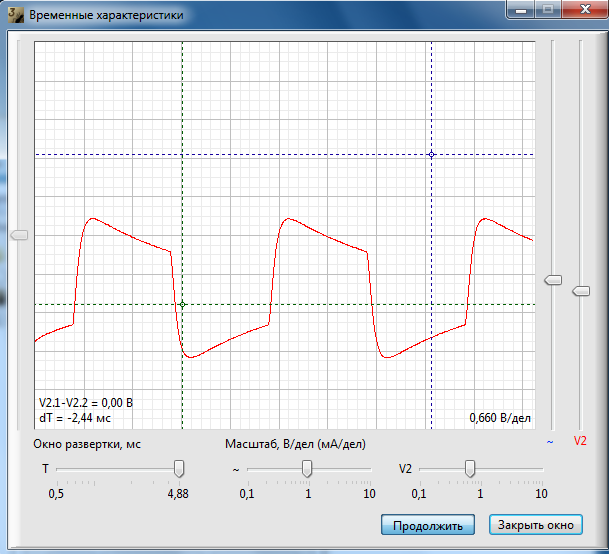 Временные характеристики
V2.1-V2.2 = 0,00 В
dT = -2,44 мс
0,660 В/дел
Окно развертки, мс
Масштаб, В/дел (мА/дел)
~
V2
T
0,5
4,88
~
0,1
1
10
V2
0,1
1
10
Продолжить
Закрыть окно